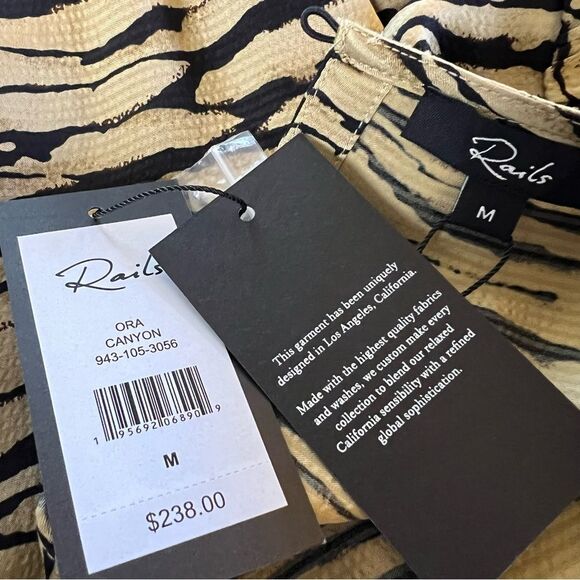 Rails
M
Rails
ORA
CANYON
943-105-3056
1 95692 06890 9
M
$238.00
This garment has been uniquely
designed in Los Angeles, California.
Made with the highest quality fabrics
and washes, we custom make every
collection to blend our relaxed
California sensibility with a refined
global sophistication.